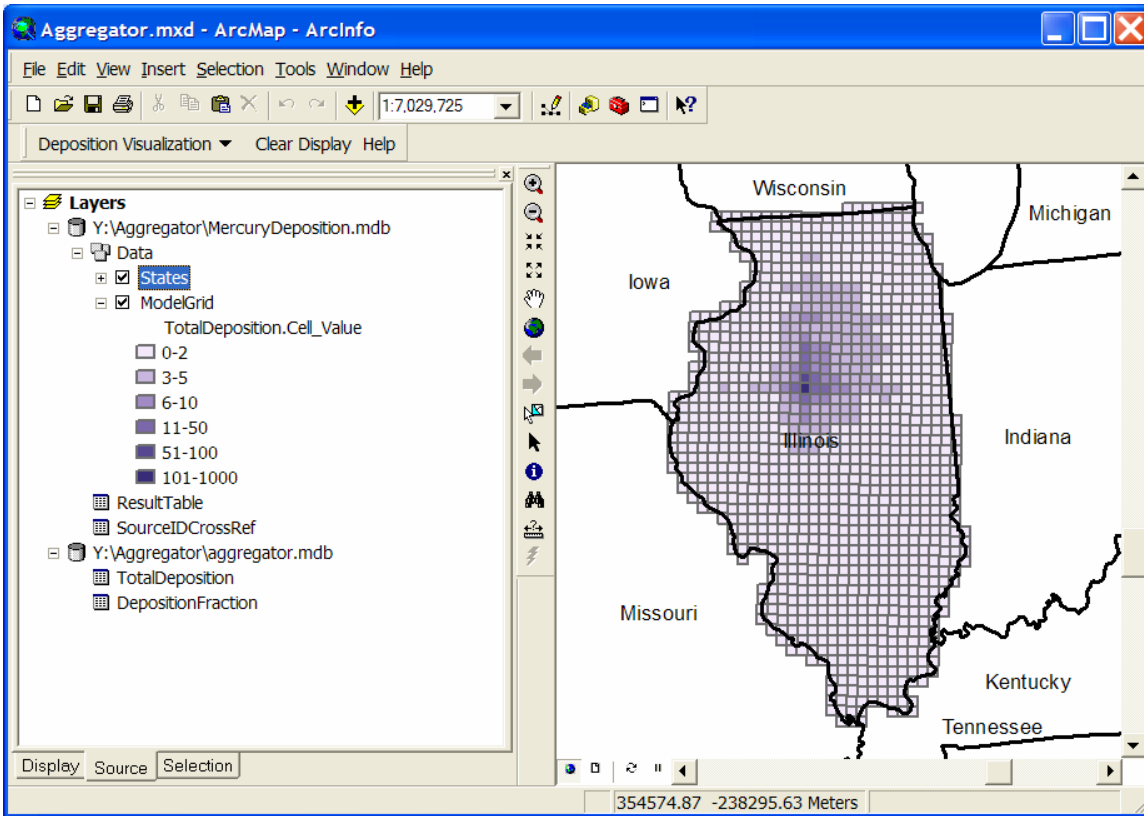 Aggregator.mxd - ArcMap - ArcInfo
File Edit View Insert Selection Tools Window Help
1:7,029,725
Deposition Visualization Clear Display Help
Layers
Y:\Aggregator\MercuryDeposition.mdb
Data
States
ModelGrid
TotalDeposition.Cell_Value
0-2
3-5
6-10
11-50
51-100
101-1000
ResultTable
SourceIDCrossRef
Y:\Aggregator\aggregator.mdb
TotalDeposition
DepositionFraction
Display Source Selection
Wisconsin
Michigan
Iowa
Illinois
Indiana
Missouri
Kentucky
Tennessee
354574.87 -238295.63 Meters